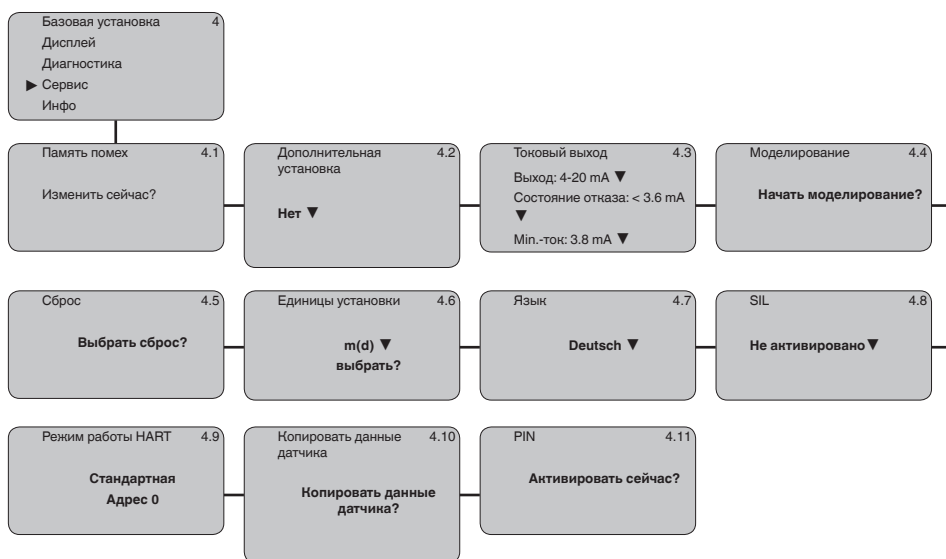 Базовая установка 4
Дисплей
Диагностика
▶ Сервис
Инфо
Память помех 4.1
Изменить сейчас?
Дополнительная 4.2
установка
Нет ▼
Токовый выход 4.3
Выход: 4-20 mA ▼
Состояние отказа: < 3.6 mA
▼
Min.-ток: 3.8 mA ▼
Моделирование 4.4
Начать моделирование?
Сброс 4.5
Выбрать сброс?
Единицы установки 4.6
m(d) ▼
выбрать?
Язык 4.7
Deutsch ▼
SIL 4.8
Не активировано ▼
Режим работы HART 4.9
Стандартная
Адрес 0
Копировать данные 4.10
датчика
Копировать данные
датчика?
PIN 4.11
Активировать сейчас?